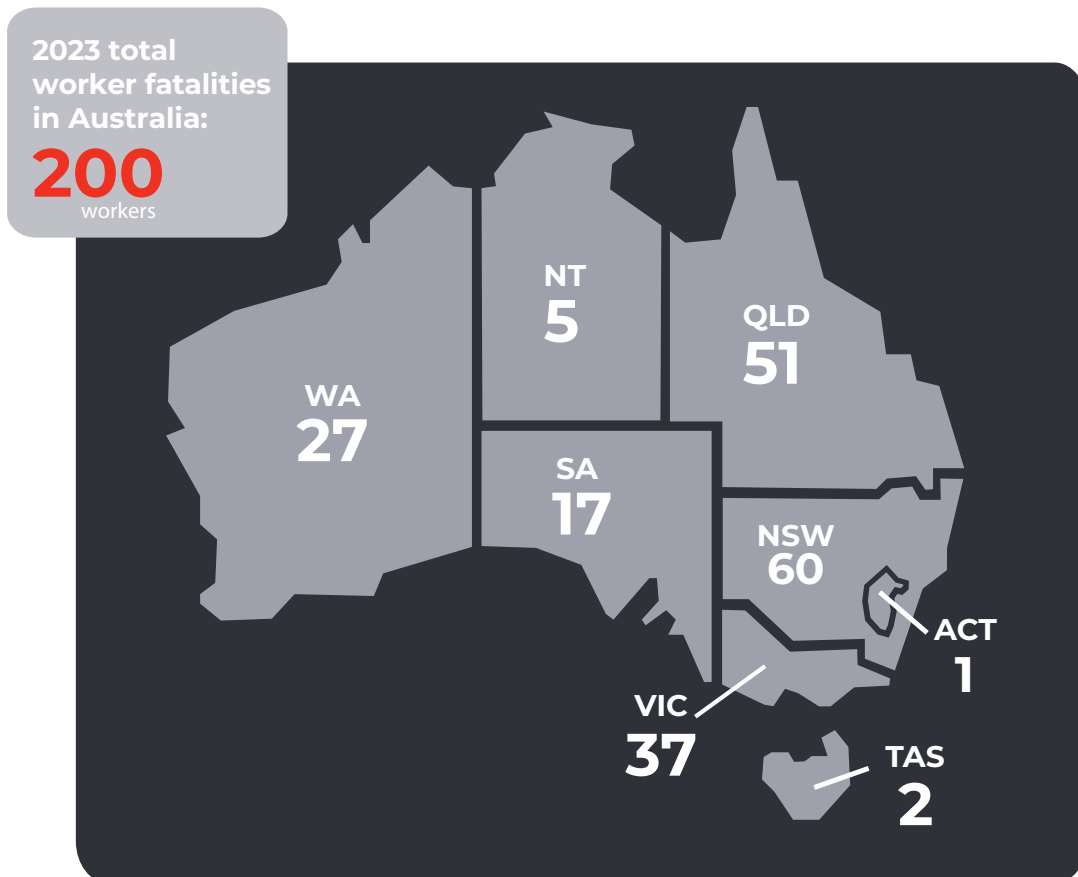 2023 total
worker fatalities
in Australia:
200
workers
NT
5
QLD
51
WA
27
SA
17
NSW
60
ACT
1
VIC
37
TAS
2